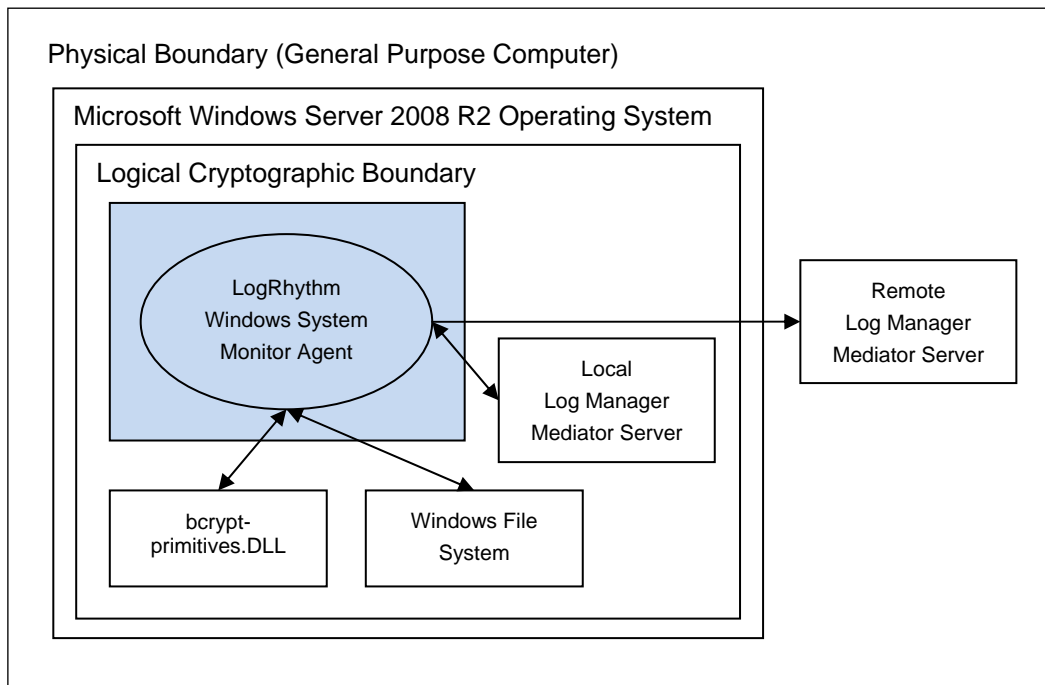 Physical Boundary (General Purpose Computer)
Microsoft Windows Server 2008 R2 Operating System
Logical Cryptographic Boundary
LogRhythm
Windows System
Monitor Agent
Remote
Log Manager
Mediator Server
Local
Log Manager
Mediator Server
bcrypt-
primitives.DLL
Windows File
System